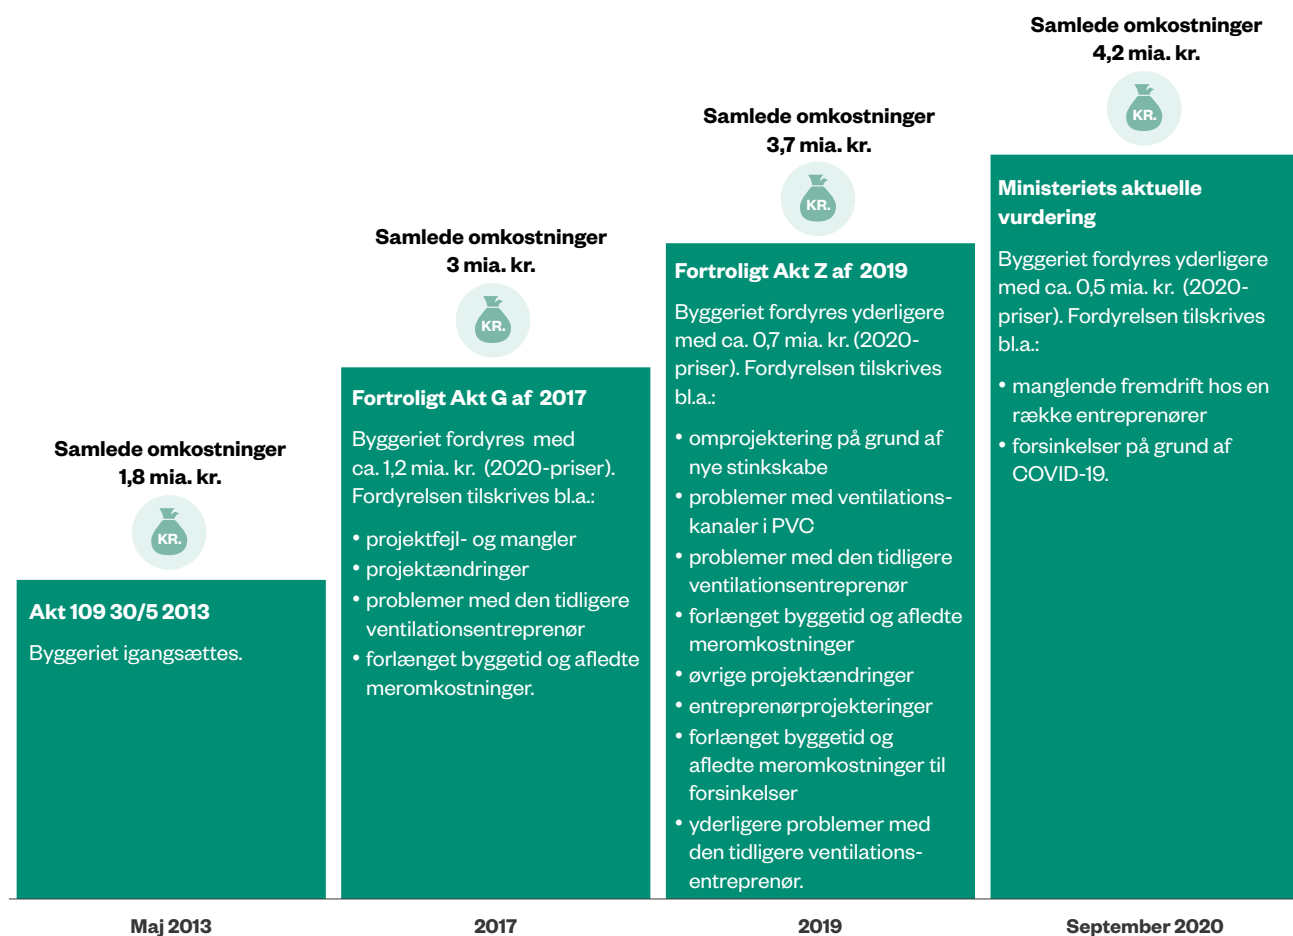 Samlede omkostninger
1,8 mia. kr.
KR.
Akt 109 30/5 2013
Byggeriet igangsættes.
Maj 2013
Samlede omkostninger
3 mia. kr.
KR.
Fortroligt Akt G af 2017
Byggeriet fordyres med
ca. 1,2 mia. kr. (2020-priser).
Fordyrelsen tilskrives bl.a.:
• projektfejl- og mangler
• projektændringer
• problemer med den tidligere
ventilationsentreprenør
• forlænget byggetid og afledte
meromkostninger.
2017
Samlede omkostninger
3,7 mia. kr.
KR.
Fortroligt Akt Z af 2019
Byggeriet fordyres yderligere
med ca. 0,7 mia. kr. (2020-
priser). Fordyrelsen tilskrives
bl.a.:
• omprojektering på grund af
nye stinkskabe
• problemer med ventilations-
kanaler i PVC
• problemer med den tidligere
ventilationsentreprenør
• forlænget byggetid og afledte
meromkostninger
• øvrige projektændringer
• entreprenørprojekteringer
• forlænget byggetid og
afledte meromkostninger til
forsinkelser
• yderligere problemer med
den tidligere ventilations-
entreprenør.
2019
Samlede omkostninger
4,2 mia. kr.
KR.
Ministeriets aktuelle
vurdering
Byggeriet fordyres yderligere
med ca. 0,5 mia. kr. (2020-
priser). Fordyrelsen tilskrives
bl.a.:
• manglende fremdrift hos en
række entreprenører
• forsinkelser på grund af
COVID-19.
September 2020